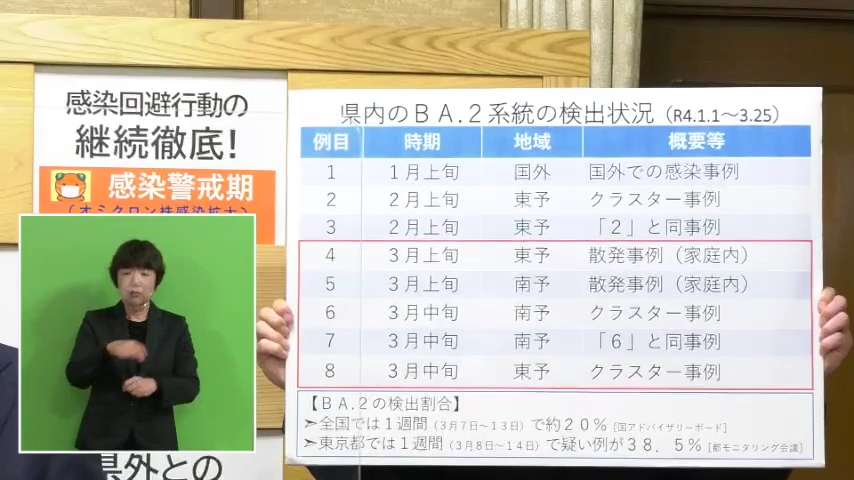 感染回避行動の
継続徹底!
感染警戒期
(オミクロン株感染拡大)
県外との
県内のBA.2系統の検出状況(R4.1.1~3.25)
例目 時期 地域 概要等
1 1月上旬 国外 国外での感染事例
2 2月上旬 東予 クラスター事例
3 2月上旬 東予 「2」と同事例
4 3月上旬 東予 散発事例(家庭内)
5 3月上旬 南予 散発事例(家庭内)
6 3月中旬 南予 クラスター事例
7 3月中旬 南予 「6」と同事例
8 3月中旬 東予 クラスター事例
【BA.2の検出割合】
➣全国では1週間(3月7日~13日)で約20%[国アドバイザリーボード]
➣東京都では1週間(3月8日~14日)で疑い例が38.5%[都モニタリング会議]